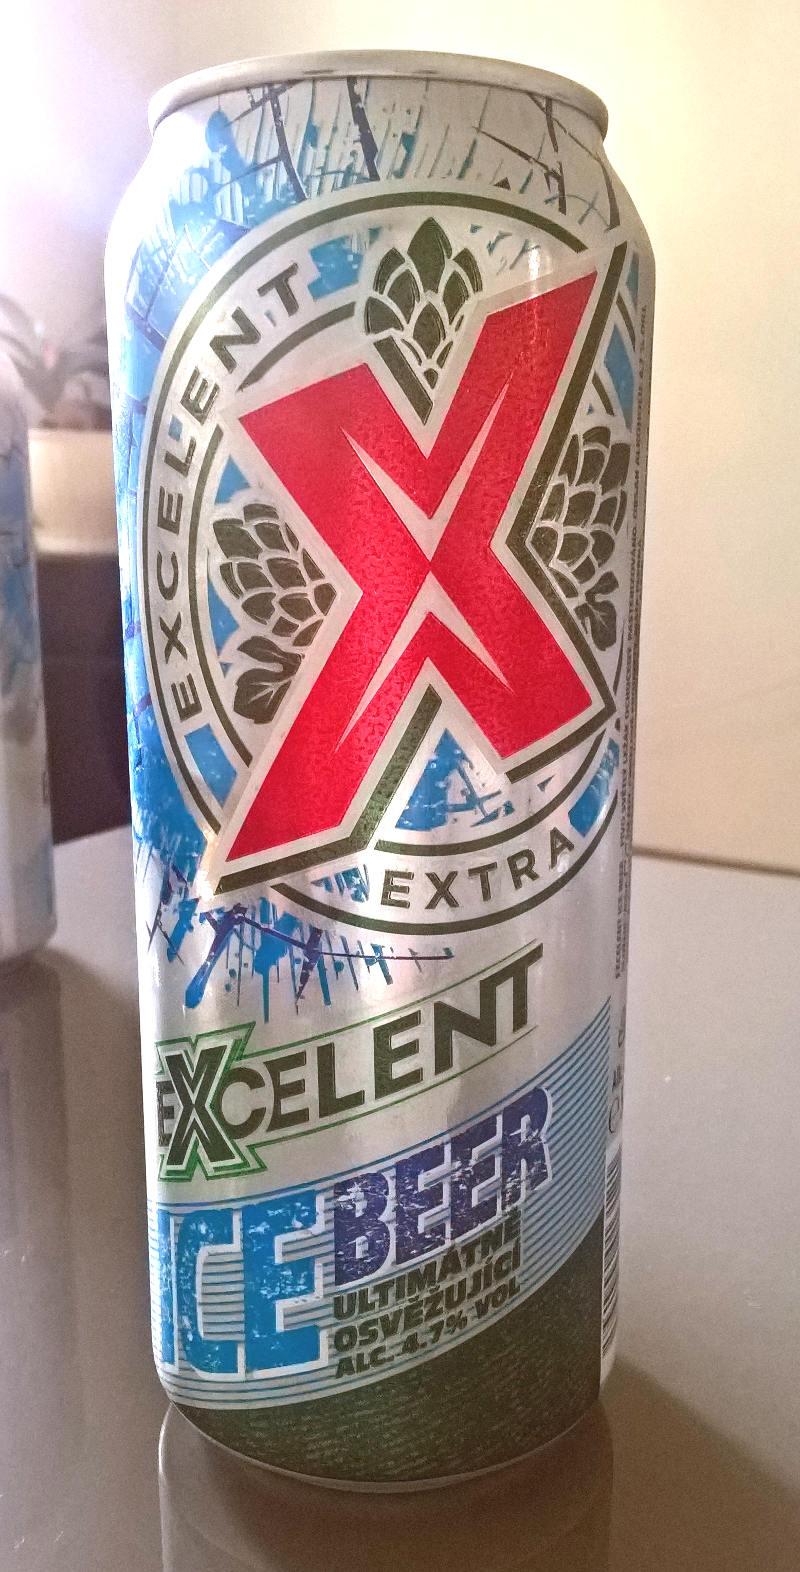 EXCELENT
X
EXTRA
EXCELENT
ICE BEER
ULTIMÁTNĚ
OSVĚŽUJÍCÍ
ALC. 4.7% VOL